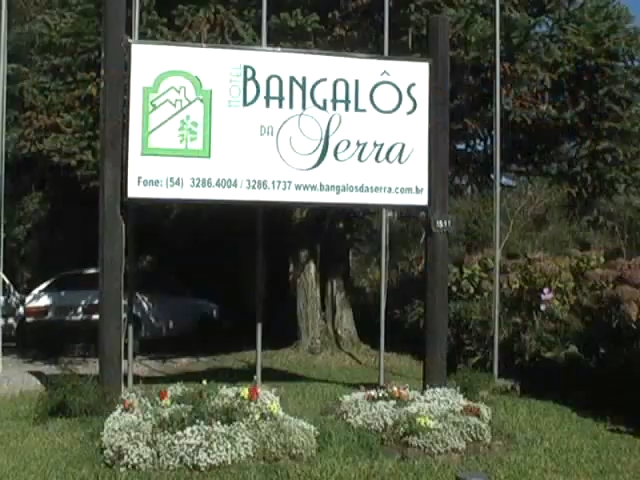 HOTEL
BANGALÔS
DA Serra
Fone: (54) 3286.4004 / 3286.1737 www.bangalosdaserra.com.br